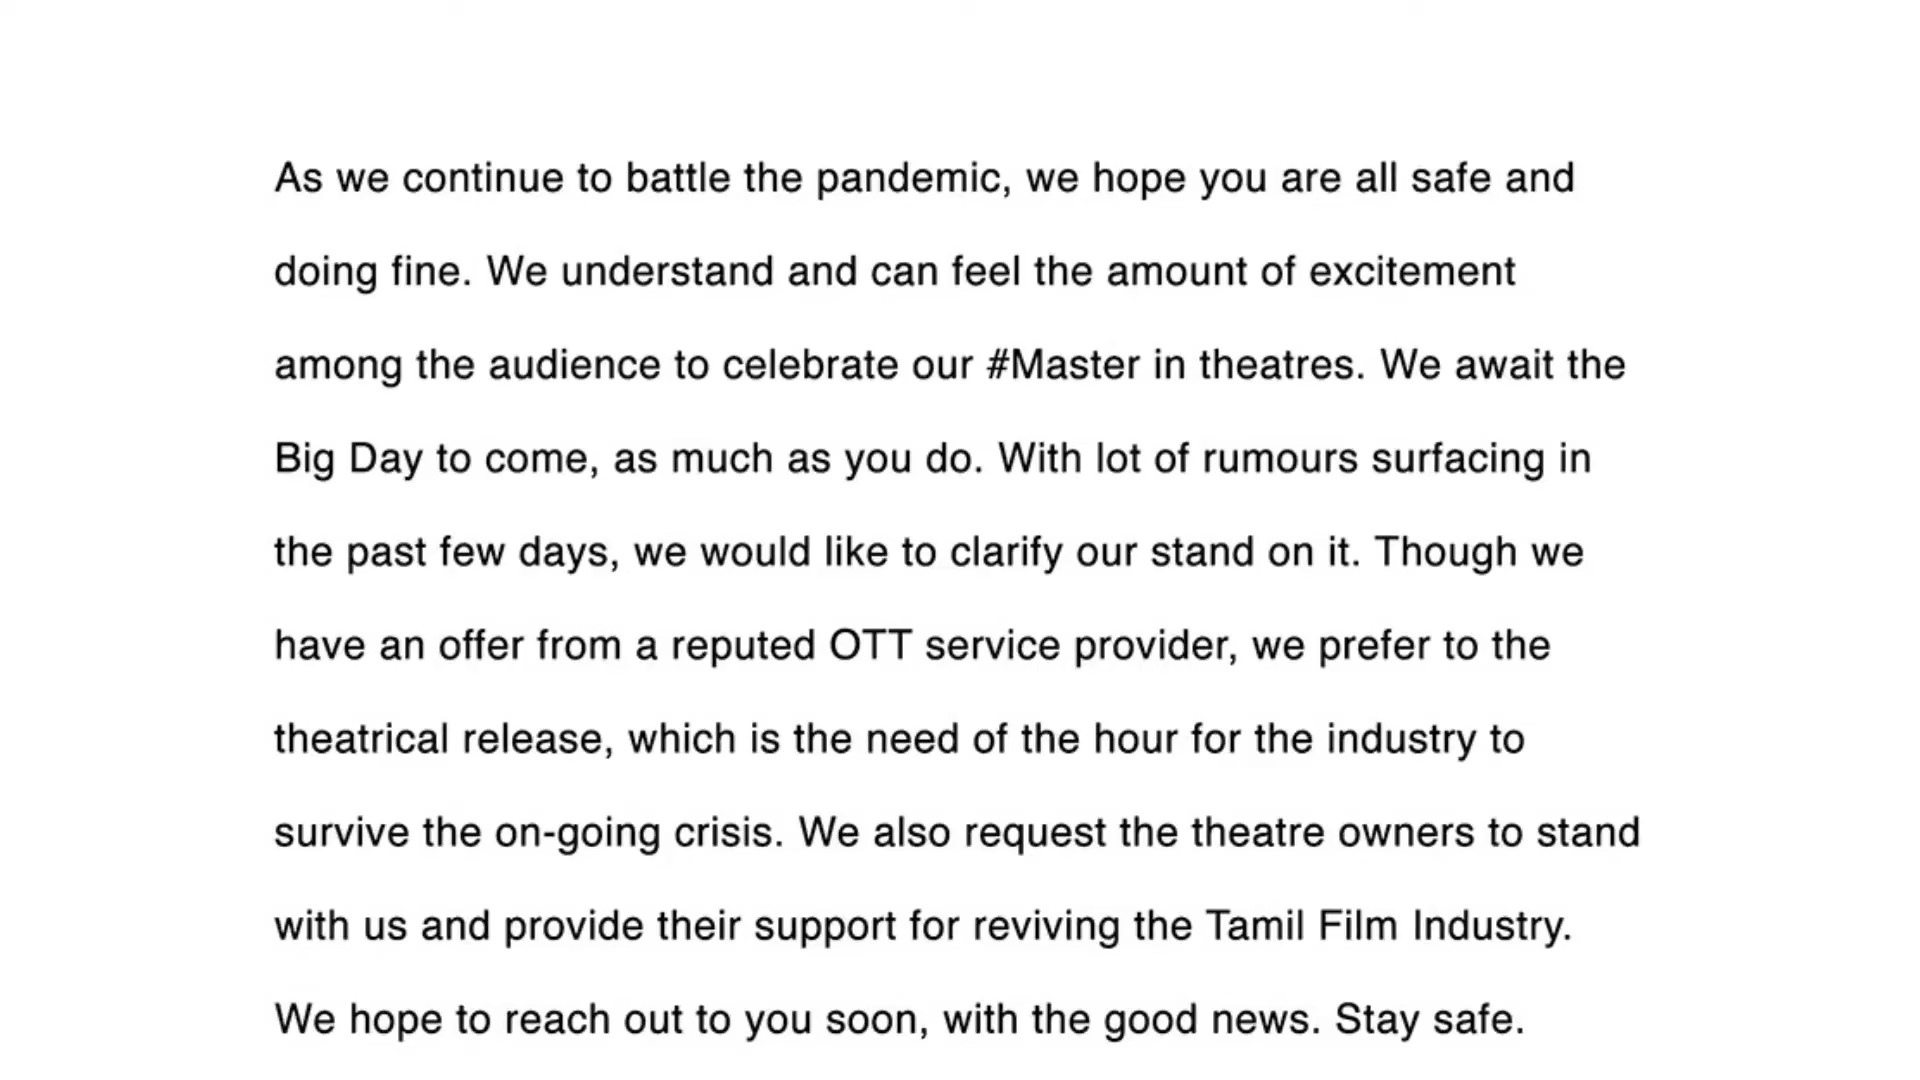 As we continue to battle the pandemic, we hope you are all safe and
doing fine. We understand and can feel the amount of excitement
among the audience to celebrate our #Master in theatres. We await the
Big Day to come, as much as you do. With lot of rumours surfacing in
the past few days, we would like to clarify our stand on it. Though we
have an offer from a reputed OTT service provider, we prefer to the
theatrical release, which is the need of the hour for the industry to
survive the on-going crisis. We also request the theatre owners to stand
with us and provide their support for reviving the Tamil Film Industry.
We hope to reach out to you soon, with the good news. Stay safe.